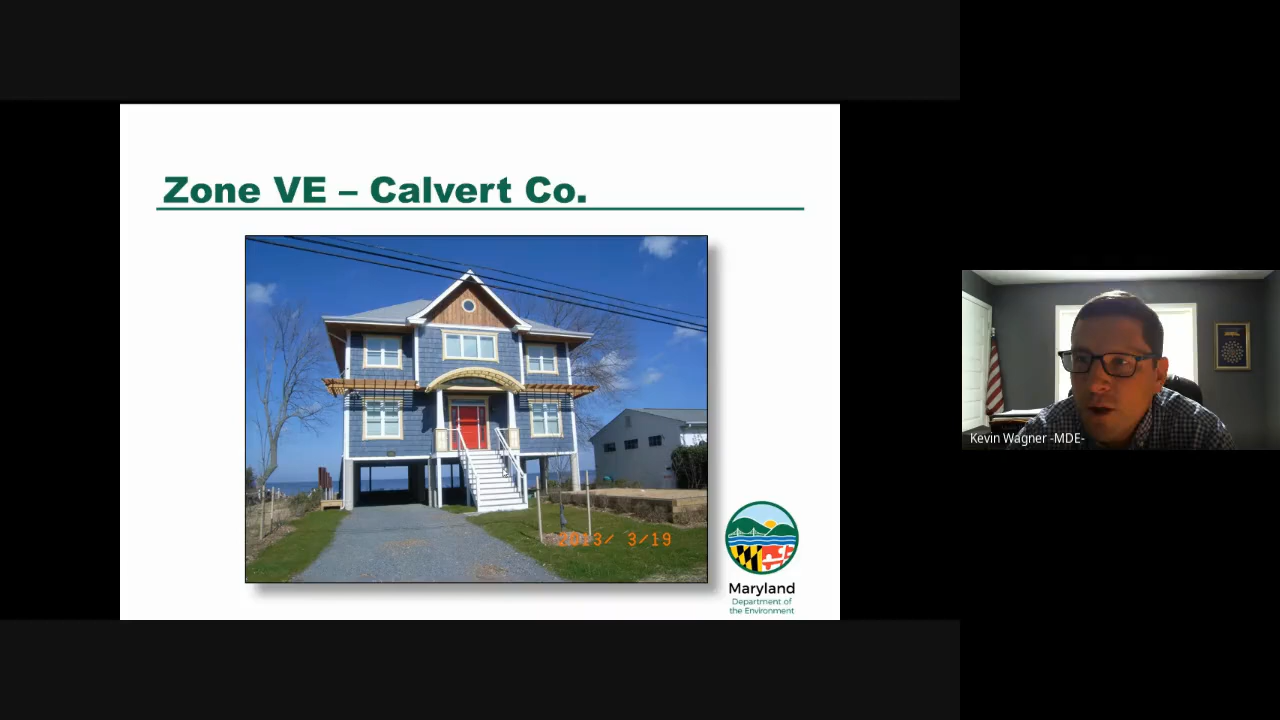 Zone VE – Calvert Co.
2013/ 3/19
Maryland
Department of
the Environment
Kevin Wagner -MDE-